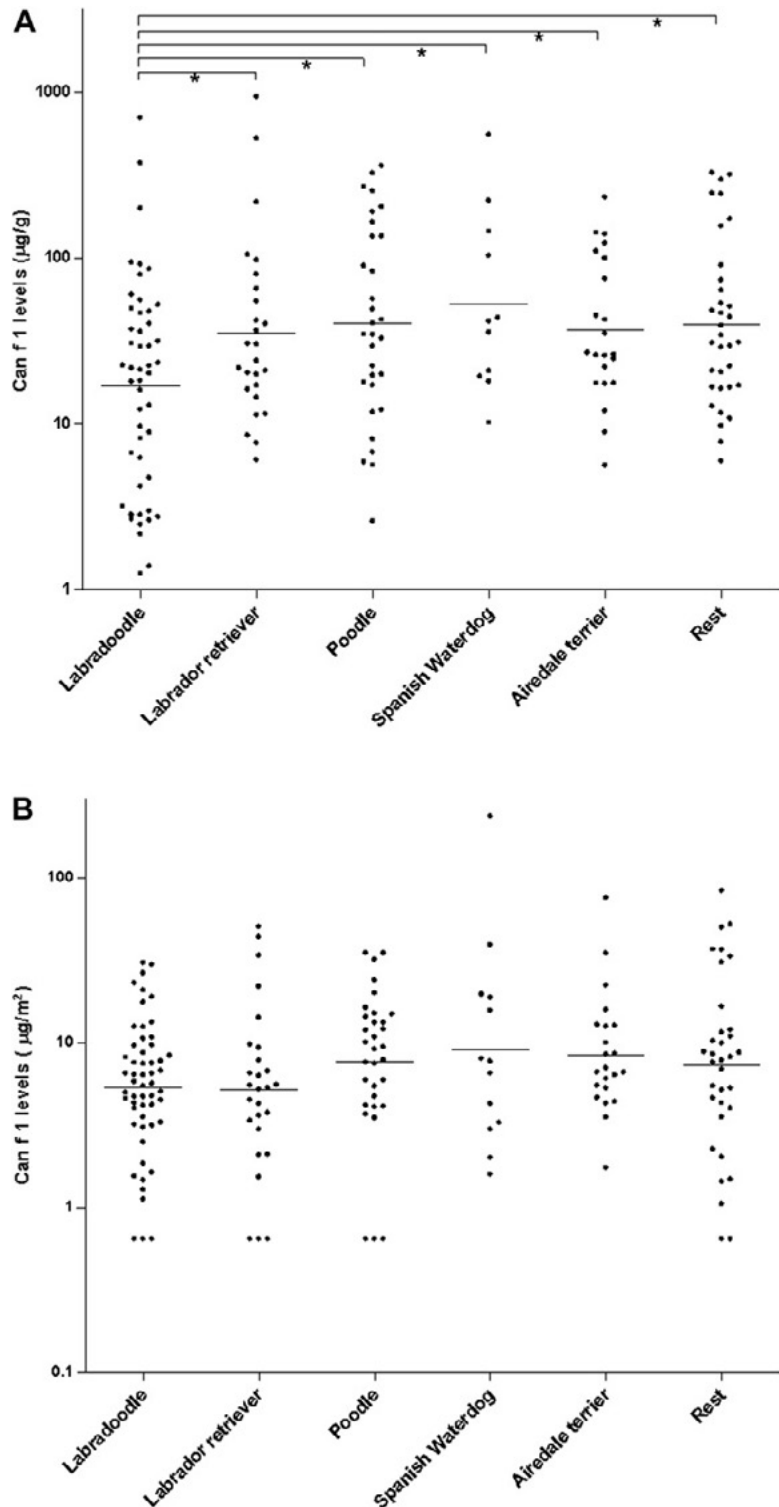 A
*
*
*
*
*
Can f 1 levels (µg/g)
1000
100
10
1
Labradoodle
Labrador retriever
Poodle
Spanish Waterdog
Airedale terrier
Rest
B
Can f 1 levels ( µg/m²)
100
10
1
0.1
Labradoodle
Labrador retriever
Poodle
Spanish Waterdog
Airedale terrier
Rest